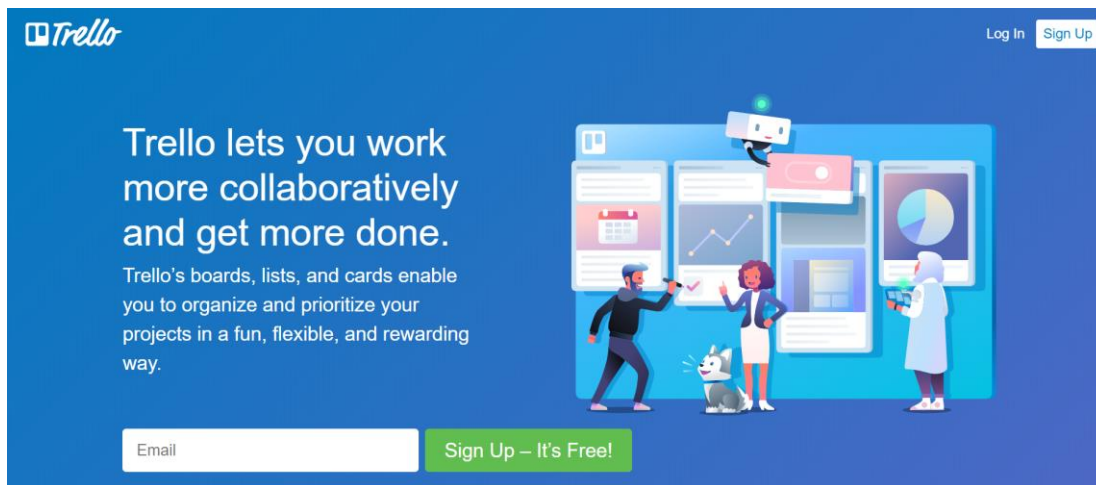 Trello
Log In
Sign Up
Trello lets you work
more collaboratively
and get more done.
Trello’s boards, lists, and cards enable
you to organize and prioritize your
projects in a fun, flexible, and rewarding
way.
Email
Sign Up – It’s Free!